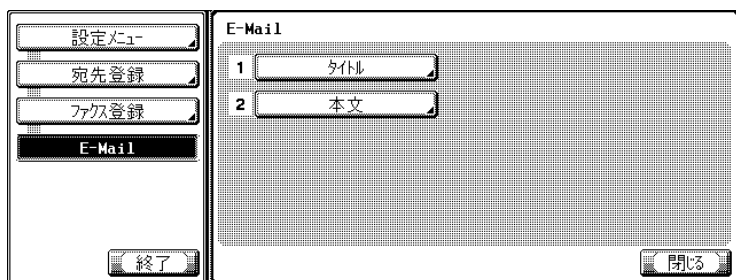 設定ﾒﾆｭｰ
宛先登録
ﾌｧｸｽ登録
E-Mail
終了
E-Mail
1 ﾀｲﾄﾙ
2 本文
閉じる